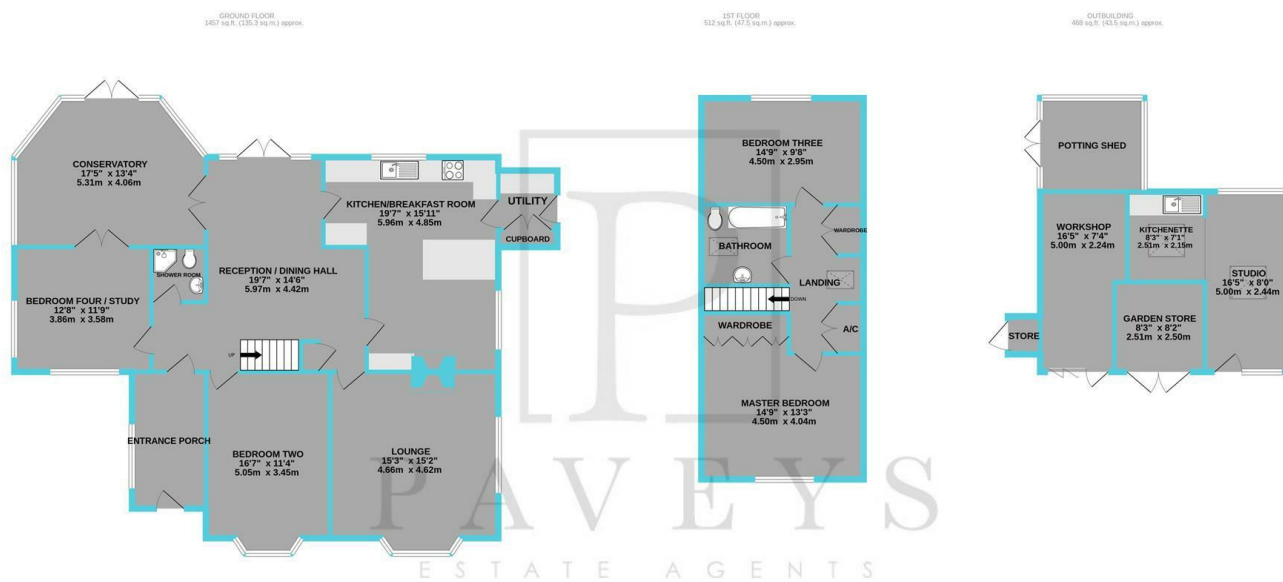 GROUND FLOOR
1457 sq.ft. (135.3 sq.m.) approx.
1ST FLOOR
512 sq.ft. (47.5 sq.m.) approx.
OUTBUILDING
468 sq.ft. (43.5 sq.m.) approx.
CONSERVATORY
17'5" x 13'4"
5.31m x 4.06m
KITCHEN/BREAKFAST ROOM
19'7" x 15'11"
5.96m x 4.85m
UTILITY
CUPBOARD
SHOWER ROOM
RECEPTION / DINING HALL
19'7" x 14'6"
5.97m x 4.42m
BEDROOM FOUR / STUDY
12'8" x 11'9"
3.86m x 3.58m
UP
ENTRANCE PORCH
BEDROOM TWO
16'7" x 11'4"
5.05m x 3.45m
LOUNGE
15'3" x 15'2"
4.66m x 4.62m
BEDROOM THREE
14'9" x 9'8"
4.50m x 2.95m
BATHROOM
WARDROBE
LANDING
DOWN
WARDROBE
A/C
MASTER BEDROOM
14'9" x 13'3"
4.50m x 4.04m
POTTING SHED
WORKSHOP
16'5" x 7'4"
5.00m x 2.24m
KITCHENETTE
8'3" x 7'1"
2.51m x 2.15m
STUDIO
16'5" x 8'0"
5.00m x 2.44m
GARDEN STORE
8'3" x 8'2"
2.51m x 2.50m
STORE
P
PAVEYS
ESTATE AGENTS